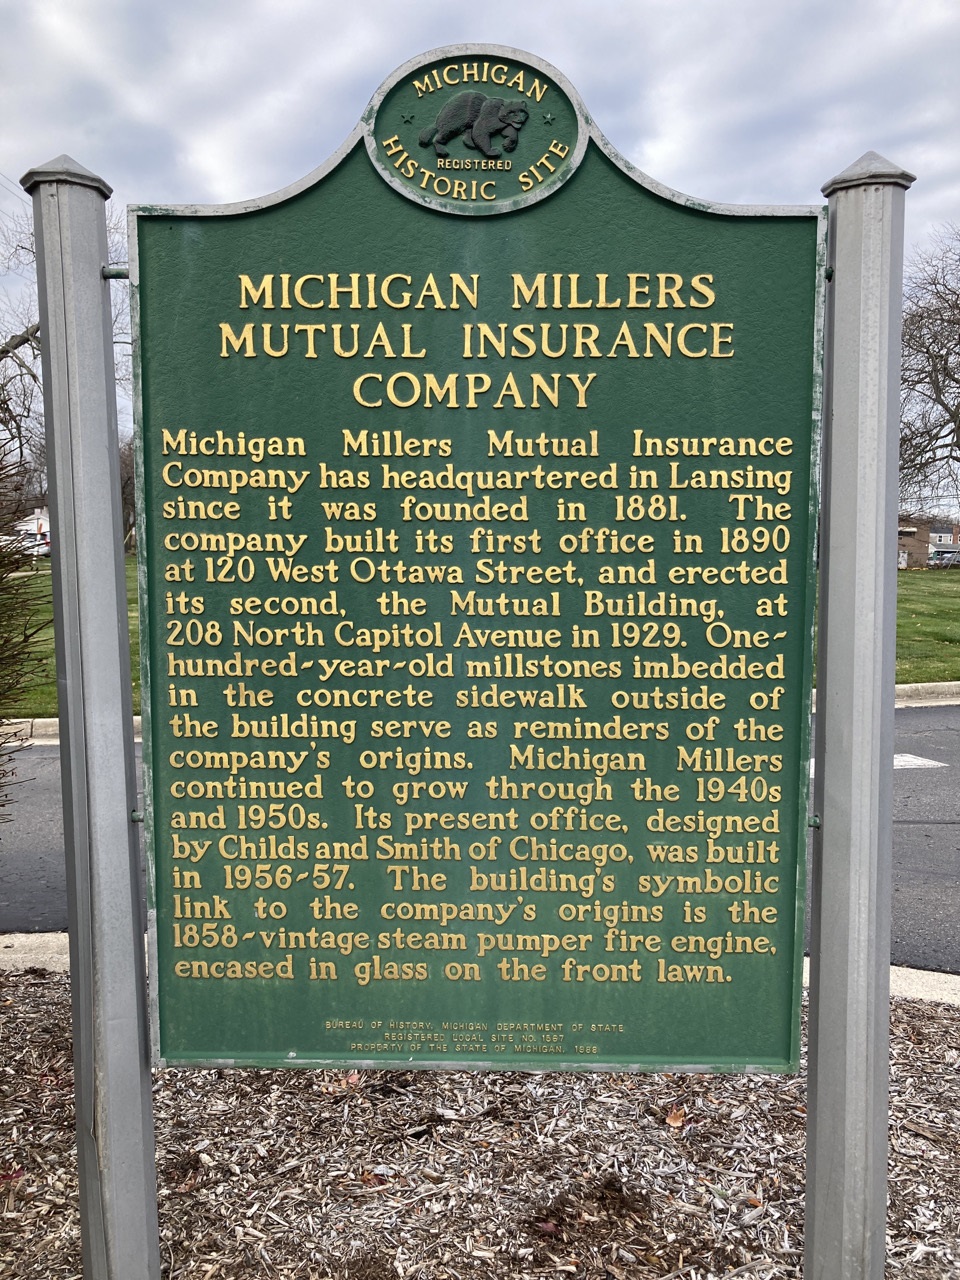 MICHIGAN
REGISTERED
HISTORIC SITE
MICHIGAN MILLERS
MUTUAL INSURANCE
COMPANY
Michigan Millers Mutual Insurance
Company has headquartered in Lansing
since it was founded in 1881. The
company built its first office in 1890
at 120 West Ottawa Street, and erected
its second, the Mutual Building, at
208 North Capitol Avenue in 1929. One-
hundred-year-old millstones imbedded
in the concrete sidewalk outside of
the building serve as reminders of the
company's origins. Michigan Millers
continued to grow through the 1940s
and 1950s. Its present office, designed
by Childs and Smith of Chicago, was built
in 1956-57. The building's symbolic
link to the company's origins is the
1858-vintage steam pumper fire engine,
encased in glass on the front lawn.
BUREAU OF HISTORY, MICHIGAN DEPARTMENT OF STATE
REGISTERED LOCAL SITE NO. 1597
PROPERTY OF THE STATE OF MICHIGAN, 1988